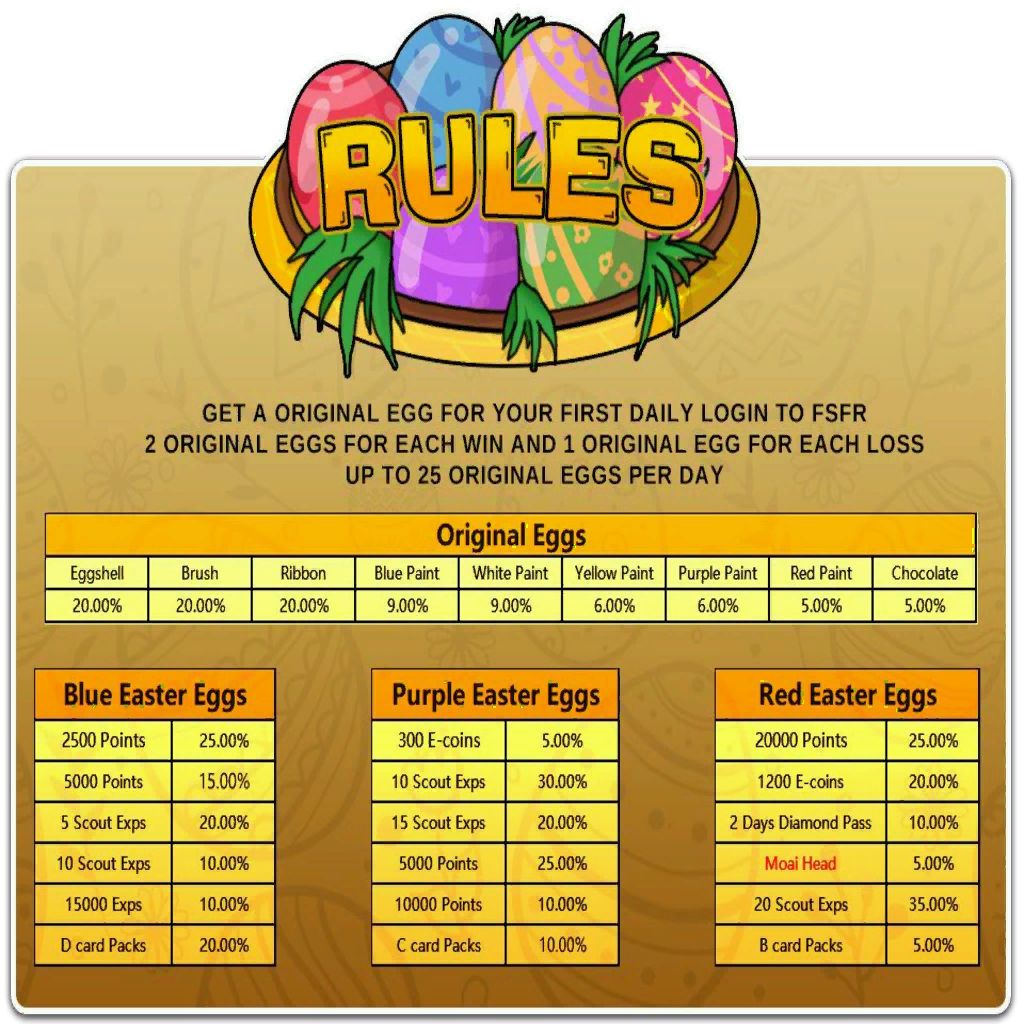 RULES
GET A ORIGINAL EGG FOR YOUR FIRST DAILY LOGIN TO FSFR
2 ORIGINAL EGGS FOR EACH WIN AND 1 ORIGINAL EGG FOR EACH LOSS
UP TO 25 ORIGINAL EGGS PER DAY
Original Eggs
Eggshell Brush Ribbon Blue Paint White Paint Yellow Paint Purple Paint Red Paint Chocolate
20.00% 20.00% 20.00% 9.00% 9.00% 6.00% 6.00% 5.00% 5.00%
Blue Easter Eggs
2500 Points 25.00%
5000 Points 15.00%
5 Scout Exps 20.00%
10 Scout Exps 10.00%
15000 Exps 10.00%
D card Packs 20.00%
Purple Easter Eggs
300 E-coins 5.00%
10 Scout Exps 30.00%
15 Scout Exps 20.00%
5000 Points 25.00%
10000 Points 10.00%
C card Packs 10.00%
Red Easter Eggs
20000 Points 25.00%
1200 E-coins 20.00%
2 Days Diamond Pass 10.00%
Moai Head 5.00%
20 Scout Exps 35.00%
B card Packs 5.00%